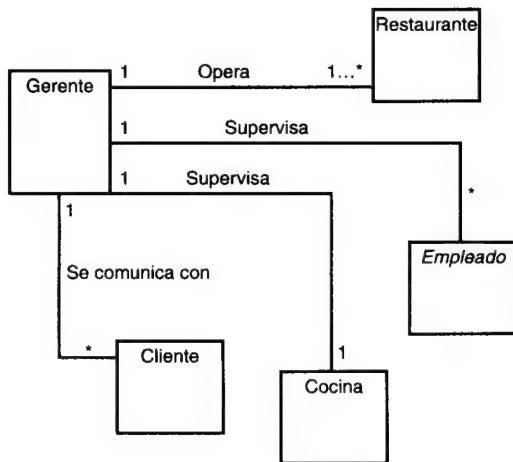 Restaurante
Gerente
1 Opera 1...*
1 Supervisa
1 Supervisa
1
*
Empleado
Se comunica con
* Cliente
1
Cocina